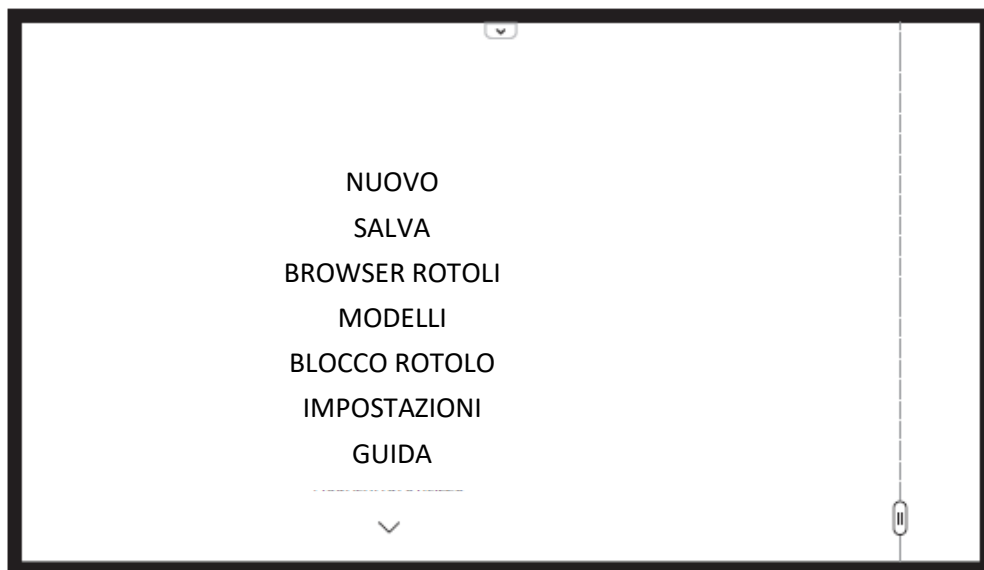 NUOVO
SALVA
BROWSER ROTOLI
MODELLI
BLOCCO ROTOLO
IMPOSTAZIONI
GUIDA